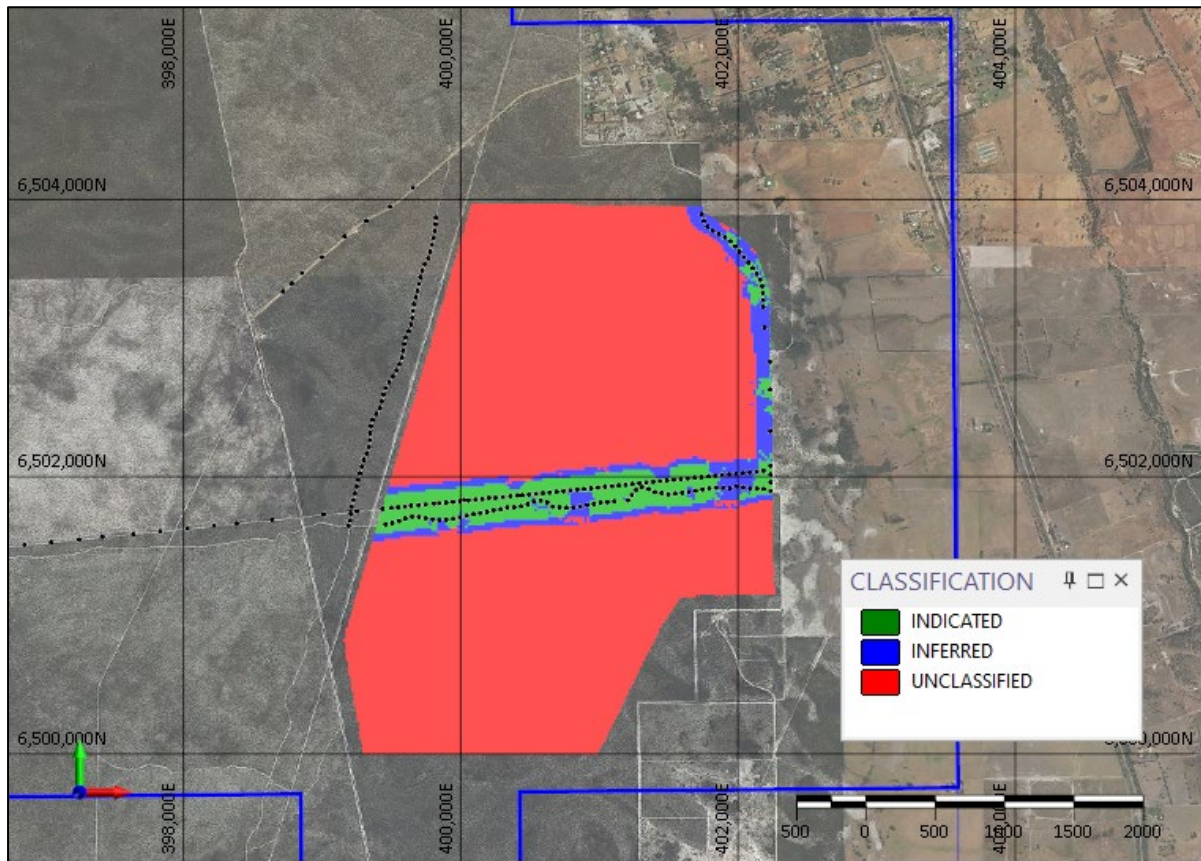 398,000E
400,000E
402,000E
404,000E
6,504,000N
6,504,000N
6,502,000N
6,502,000N
CLASSIFICATION
INDICATED
INFERRED
UNCLASSIFIED
6,500,000N
398,000E
400,000E
402,000E
500 0 500 1000 1500 2000